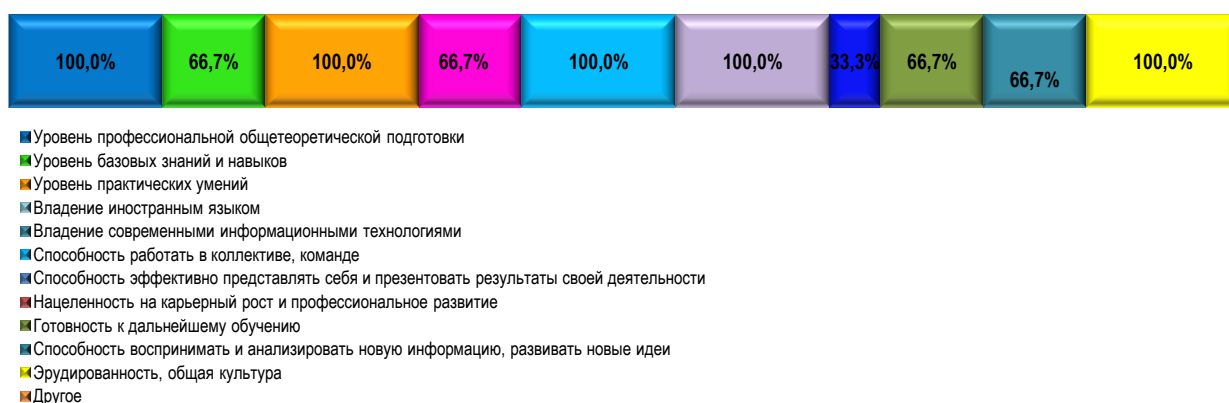 100,0% 66,7% 100,0% 66,7% 100,0% 100,0% 33,3% 66,7% 66,7% 100,0%
Уровень профессиональной общетеоретической подготовки
Уровень базовых знаний и навыков
Уровень практических умений
Владение иностранным языком
Владение современными информационными технологиями
Способность работать в коллективе, команде
Способность эффективно представлять себя и презентовать результаты своей деятельности
Нацеленность на карьерный рост и профессиональное развитие
Готовность к дальнейшему обучению
Способность воспринимать и анализировать новую информацию, развивать новые идеи
Эрудированность, общая культура
Другое